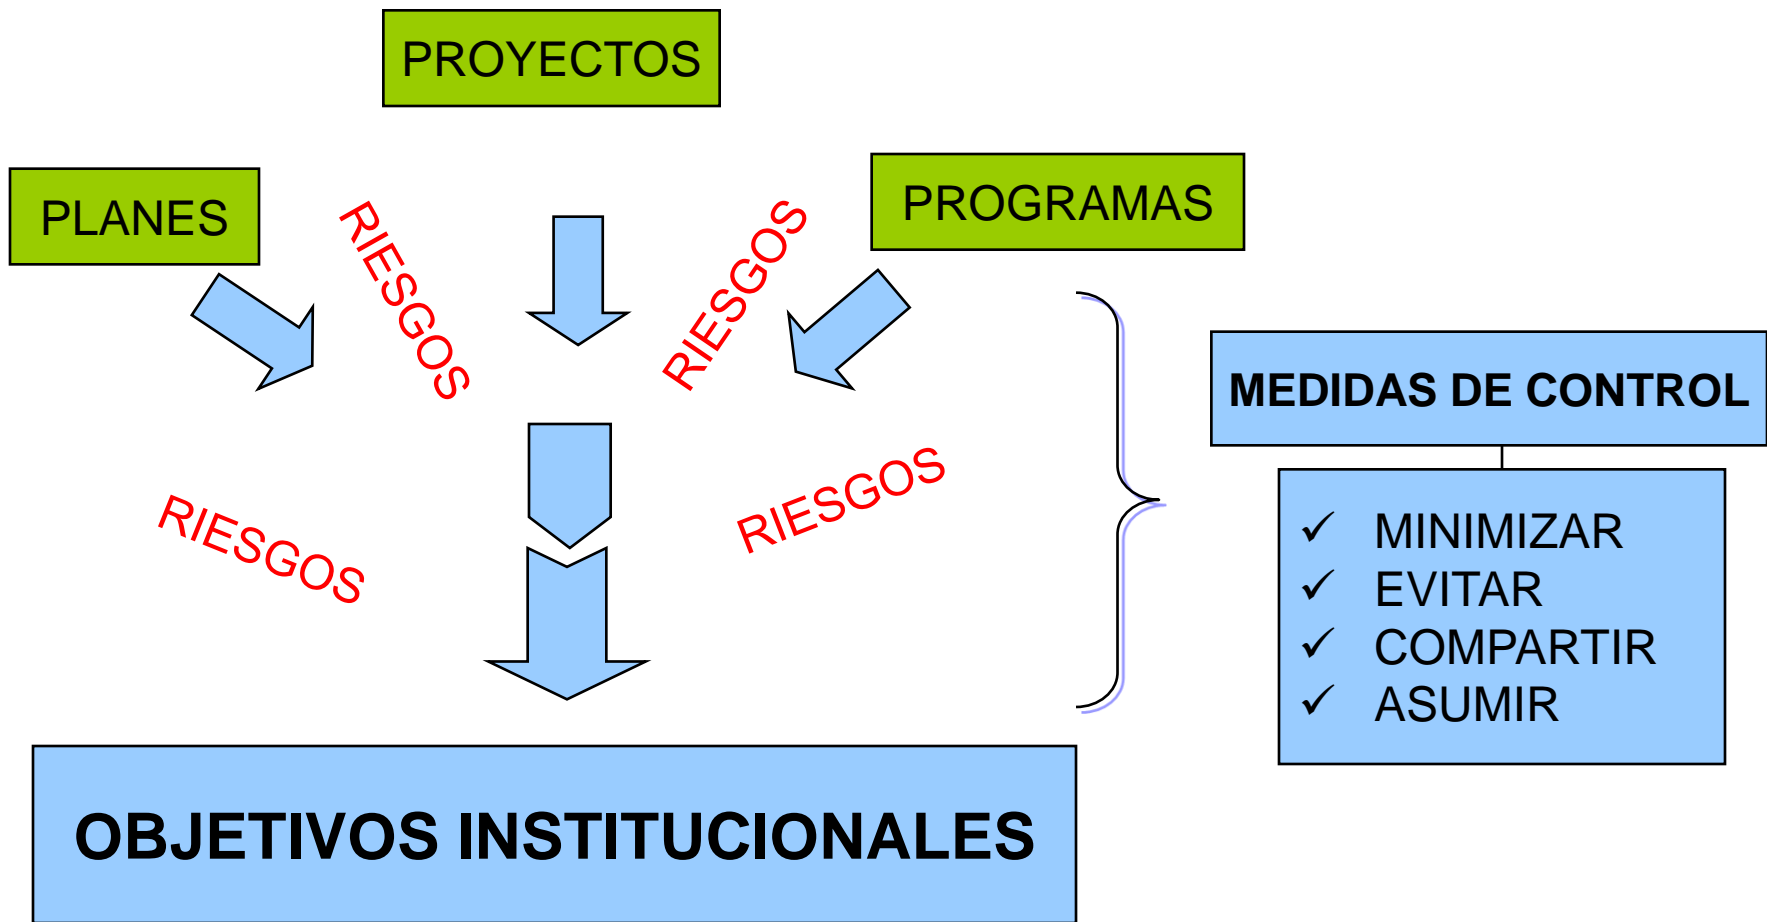 PROYECTOS
PLANES
PROGRAMAS
RIESGOS
RIESGOS
RIESGOS
RIESGOS
MEDIDAS DE CONTROL
✓ MINIMIZAR
✓ EVITAR
✓ COMPARTIR
✓ ASUMIR
OBJETIVOS INSTITUCIONALES